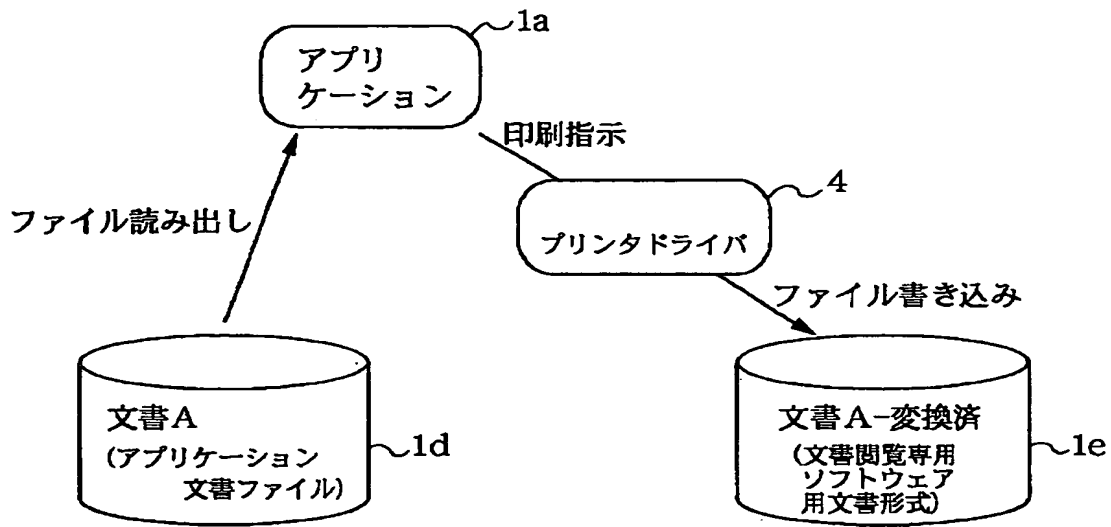 1a
アプリ
ケーション
印刷指示
4
プリンタドライバ
ファイル読み出し
ファイル書き込み
文書A
(アプリケーション
文書ファイル)
1d
文書A-変換済
(文書閲覧専用
ソフトウェア
用文書形式)
1e